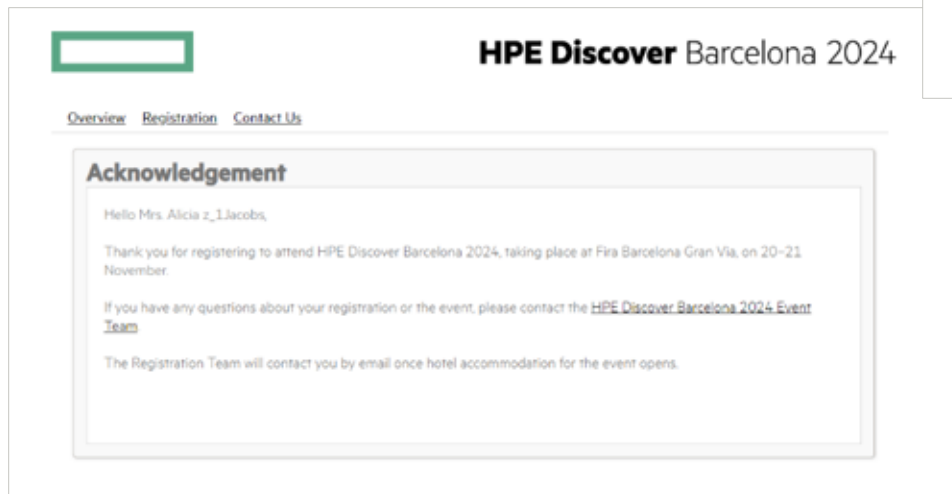 HPE Discover Barcelona 2024
Overview Registration Contact Us
Acknowledgement
Hello Mrs. Alicia z_1Jacobs,
Thank you for registering to attend HPE Discover Barcelona 2024, taking place at Fira Barcelona Gran Via, on 20–21
November.
If you have any questions about your registration or the event, please contact the HPE Discover Barcelona 2024 Event
Team.
The Registration Team will contact you by email once hotel accommodation for the event opens.